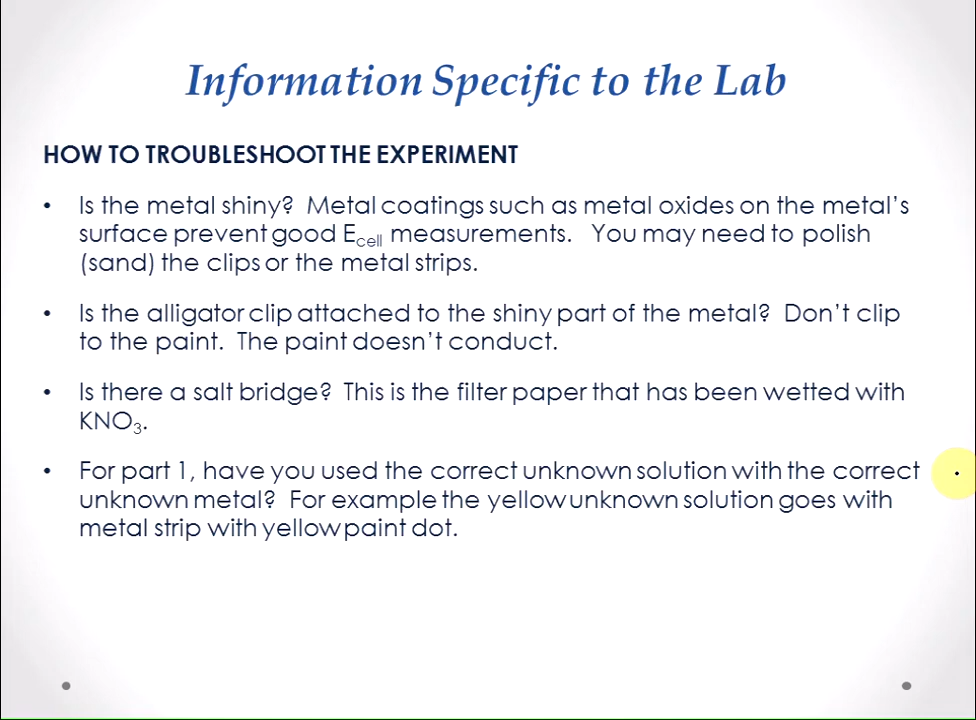 Information Specific to the Lab
HOW TO TROUBLESHOOT THE EXPERIMENT
• Is the metal shiny? Metal coatings such as metal oxides on the metal's
surface prevent good Ecell measurements. You may need to polish
(sand) the clips or the metal strips.
• Is the alligator clip attached to the shiny part of the metal? Don't clip
to the paint. The paint doesn't conduct.
• Is there a salt bridge? This is the filter paper that has been wetted with
KNO3.
• For part 1, have you used the correct unknown solution with the correct
unknown metal? For example the yellow unknown solution goes with
metal strip with yellow paint dot.